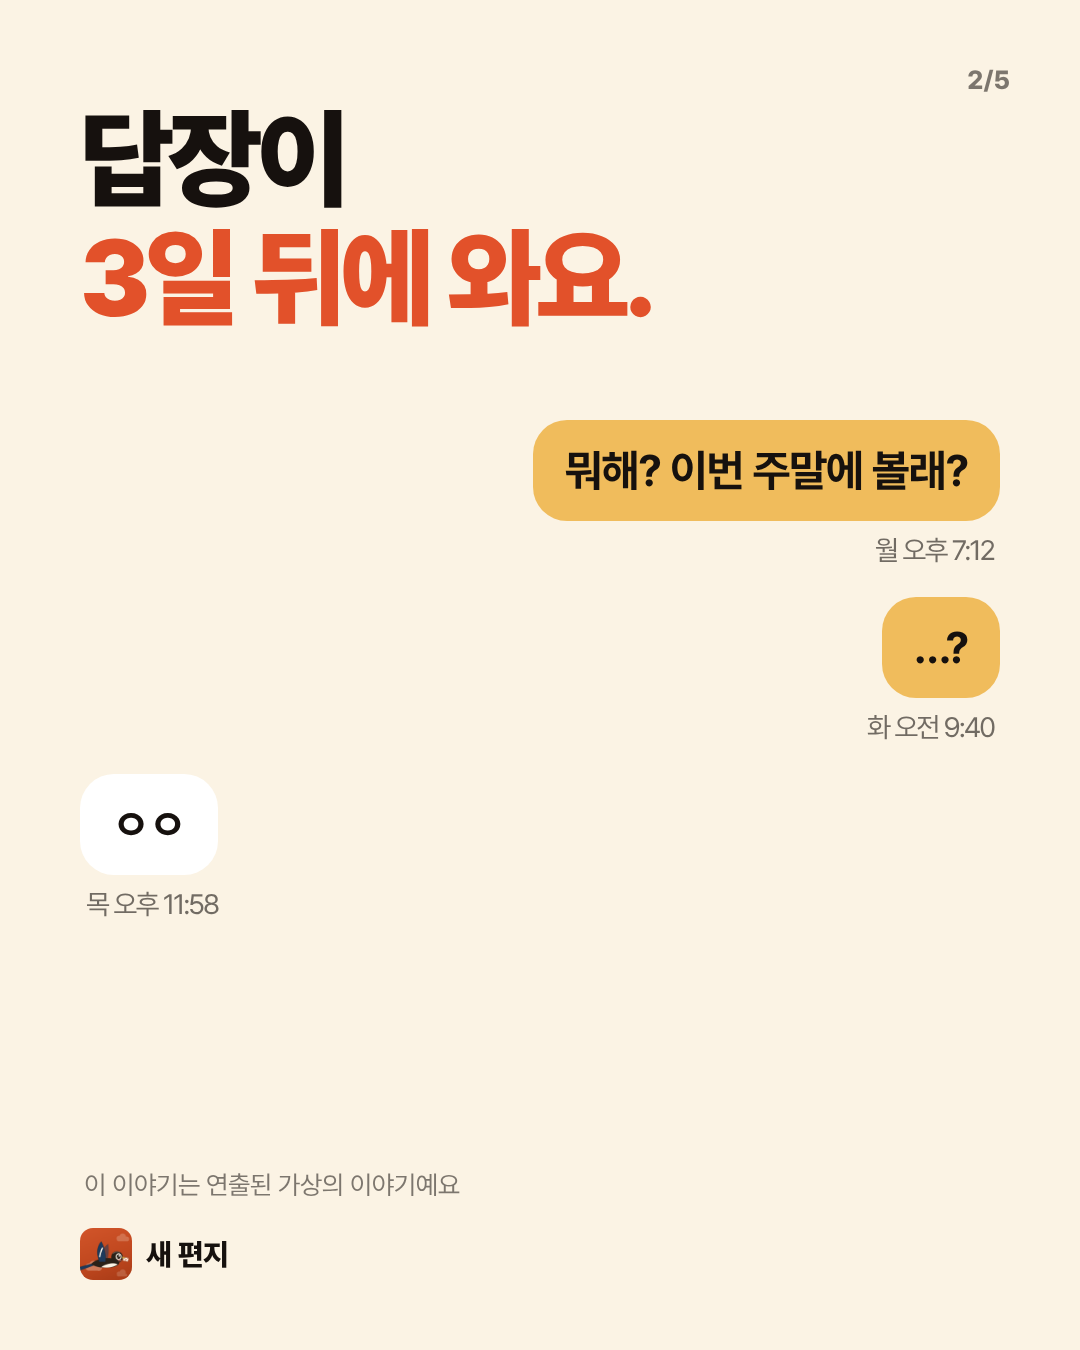 2/5
답장이
3일 뒤에 와요.
뭐해? 이번 주말에 볼래?
월 오후 7:12
...?
화 오전 9:40
ㅇㅇ
목 오후 11:58
이 이야기는 연출된 가상의 이야기예요
새 편지